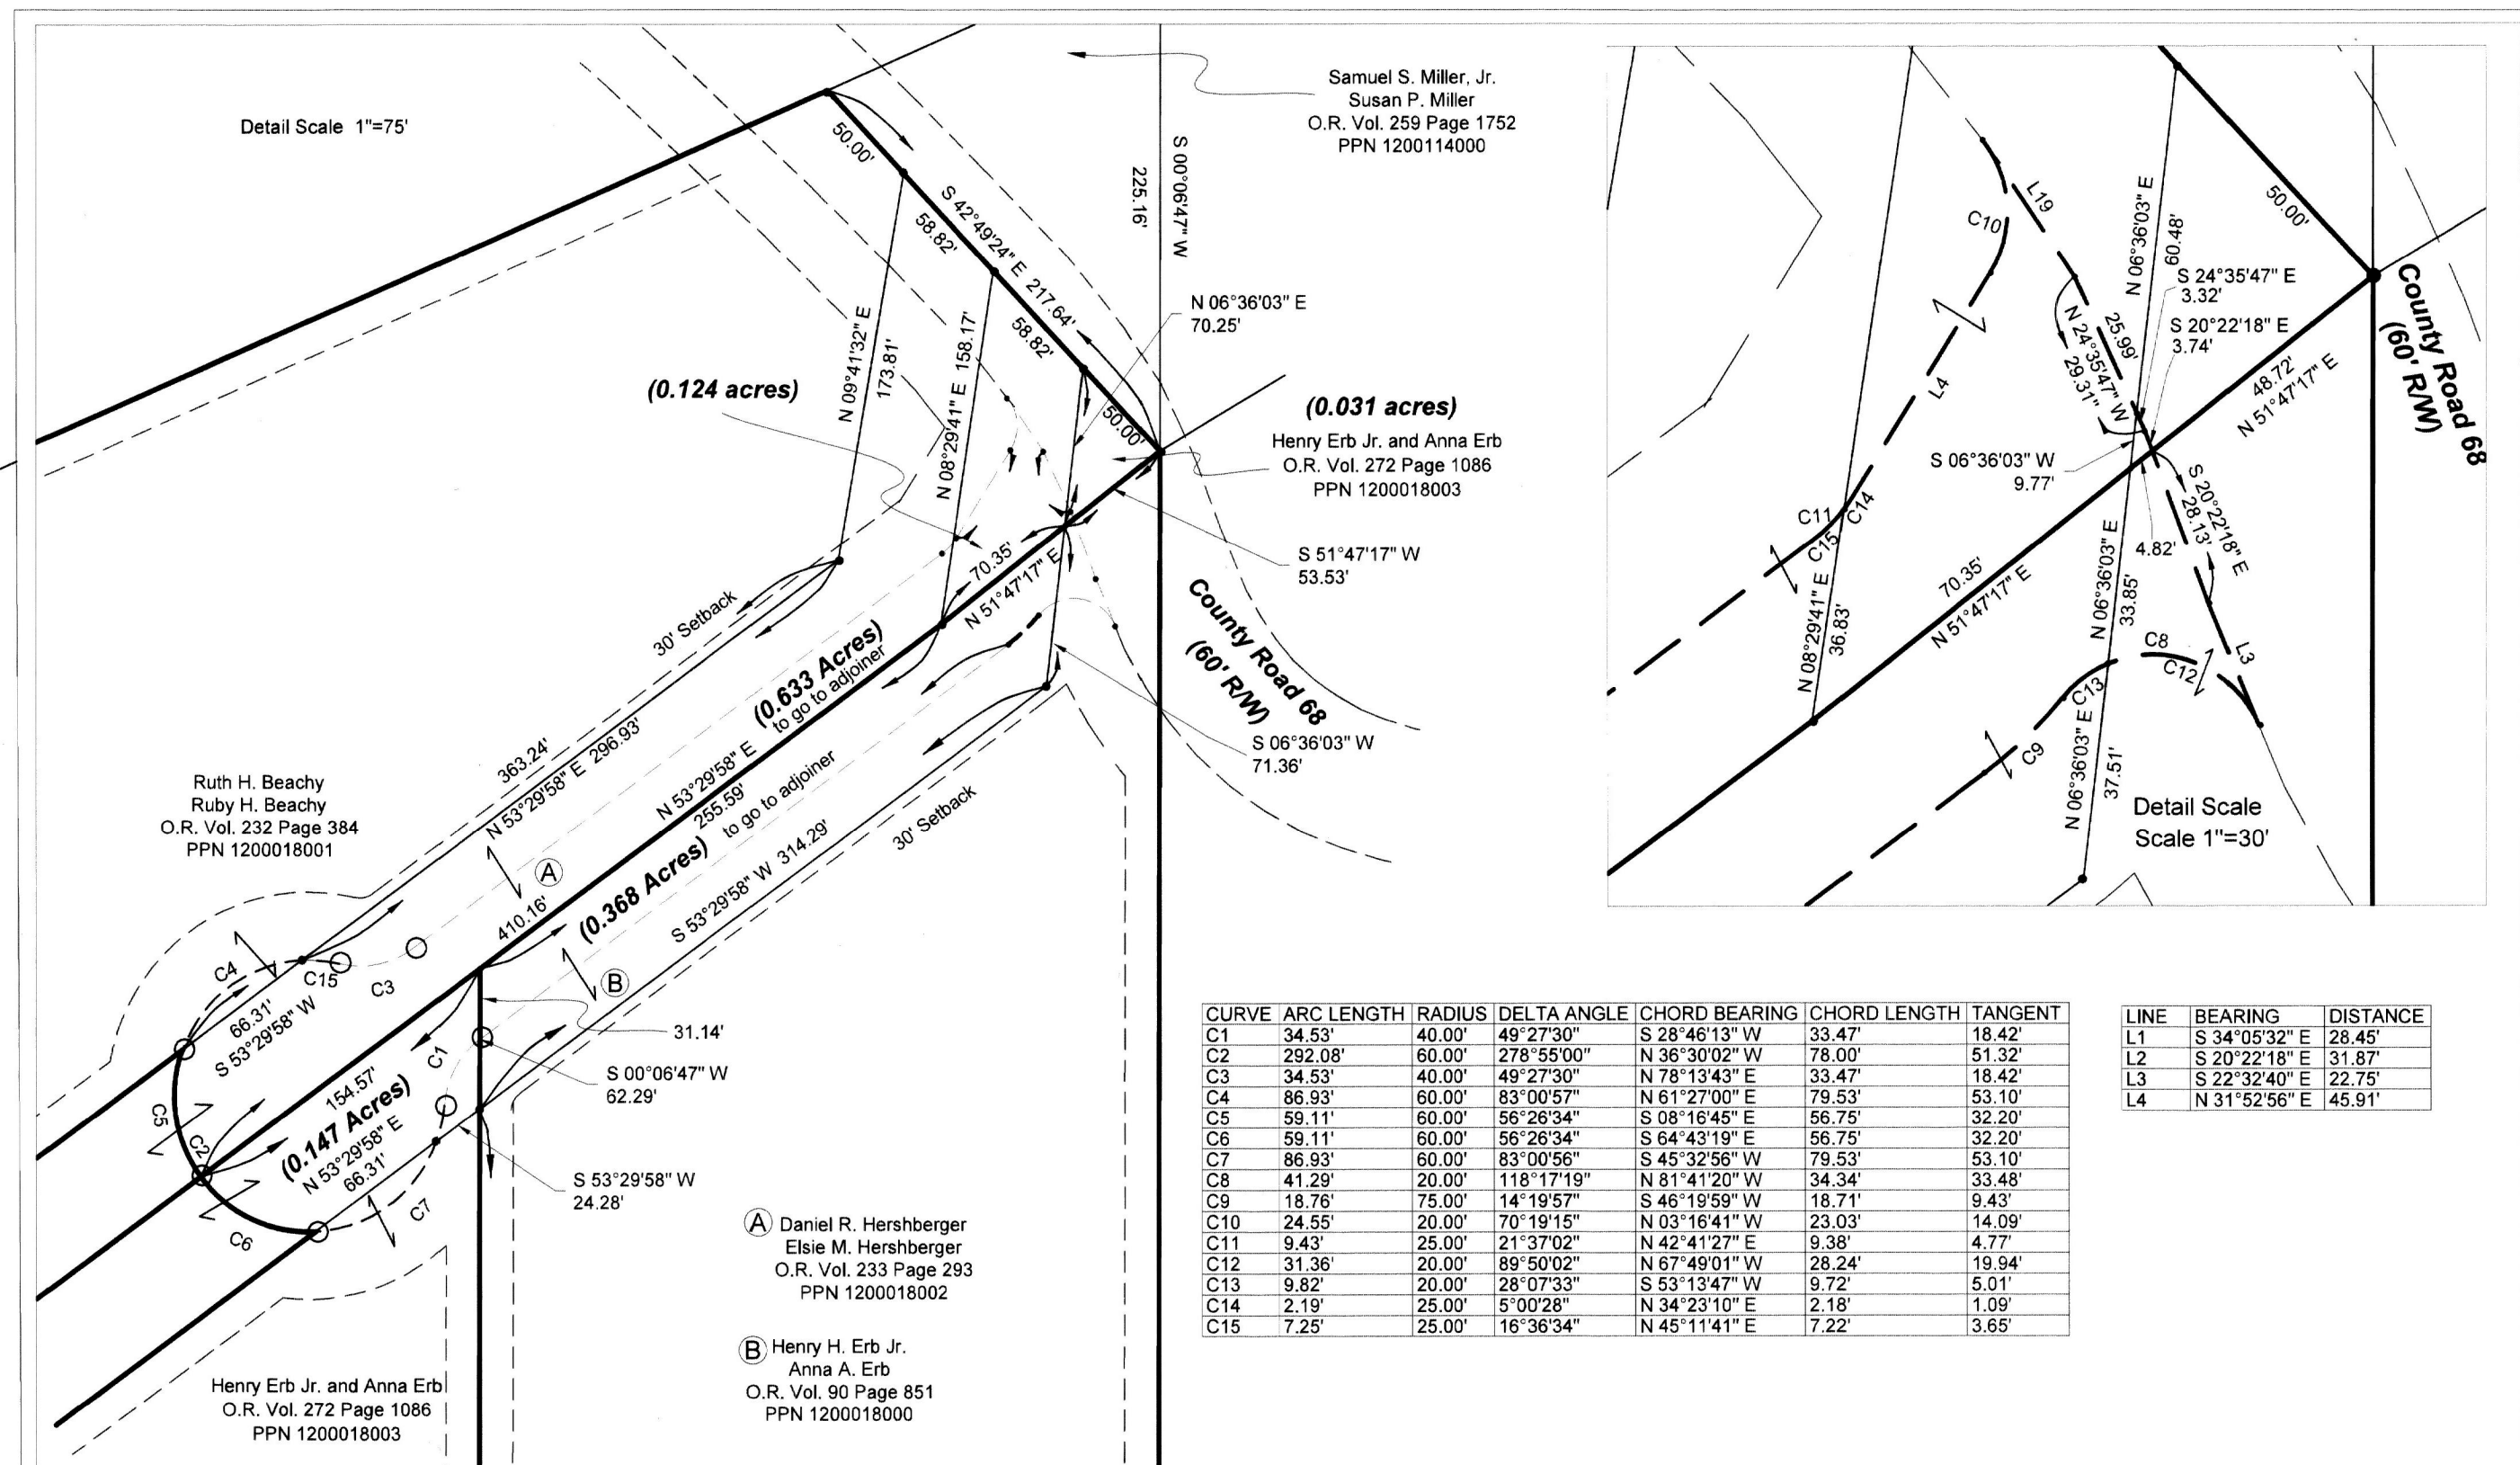 Detail Scale 1"=75'
Samuel S. Miller, Jr.
Susan P. Miller
O.R. Vol. 259 Page 1752
PPN 1200114000
50.00'
S 42°49'24" E 217.64'
58.82'
58.82'
50.00'
225.16'
S 00°06'47" W
N 06°36'03" E
70.25'
(0.124 acres)
N 09°41'32" E
173.81'
N 08°29'41" E 158.17'
(0.031 acres)
Henry Erb Jr. and Anna Erb
O.R. Vol. 272 Page 1086
PPN 1200018003
S 51°47'17" W
53.53'
70.35'
N 51°47'17" E
30' Setback
(0.633 Acres)
to go to adjoiner
County Road 68
(60' R/W)
S 06°36'03" W
71.36'
363.24'
N 53°29'58" E 296.93'
N 53°29'58" E
255.59'
to go to adjoiner
(0.368 Acres)
S 53°29'58" W 314.29'
30' Setback
Ruth H. Beachy
Ruby H. Beachy
O.R. Vol. 232 Page 384
PPN 1200018001
A
410.16'
B
C4
C15
C3
66.31'
S 53°29'58" W
31.14'
C1
S 00°06'47" W
62.29'
154.57'
(0.147 Acres)
N 53°29'58" E
66.31'
C5
C2
C6
C7
S 53°29'58" W
24.28'
A Daniel R. Hershberger
Elsie M. Hershberger
O.R. Vol. 233 Page 293
PPN 1200018002
B Henry H. Erb Jr.
Anna A. Erb
O.R. Vol. 90 Page 851
PPN 1200018000
Henry Erb Jr. and Anna Erb
O.R. Vol. 272 Page 1086
PPN 1200018003
L19
C10
N 06°36'03" E
60.48'
50.00'
S 24°35'47" E
3.32'
S 20°22'18" E
3.74'
25.99'
N 24°35'47" W
29.31"
48.72'
N 51°47'17" E
County Road 68
(60' R/W)
L4
S 06°36'03" W
9.77'
C11
C14
C15
S 20°22'18" E
28.13'
4.82'
N 08°29'41" E
36.83'
70.35'
N 51°47'17" E
N 06°36'03" E
33.85'
C8
C12
L3
C13
C9
N 06°36'03" E
37.51'
Detail Scale
Scale 1"=30'
CURVE ARC LENGTH RADIUS DELTA ANGLE CHORD BEARING CHORD LENGTH TANGENT
C1 34.53' 40.00' 49°27'30" S 28°46'13" W 33.47' 18.42'
C2 292.08' 60.00' 278°55'00" N 36°30'02" W 78.00' 51.32'
C3 34.53' 40.00' 49°27'30" N 78°13'43" E 33.47' 18.42'
C4 86.93' 60.00' 83°00'57" N 61°27'00" E 79.53' 53.10'
C5 59.11' 60.00' 56°26'34" S 08°16'45" E 56.75' 32.20'
C6 59.11' 60.00' 56°26'34" S 64°43'19" E 56.75' 32.20'
C7 86.93' 60.00' 83°00'56" S 45°32'56" W 79.53' 53.10'
C8 41.29' 20.00' 118°17'19" N 81°41'20" W 34.34' 33.48'
C9 18.76' 75.00' 14°19'57" S 46°19'59" W 18.71' 9.43'
C10 24.55' 20.00' 70°19'15" N 03°16'41" W 23.03' 14.09'
C11 9.43' 25.00' 21°37'02" N 42°41'27" E 9.38' 4.77'
C12 31.36' 20.00' 89°50'02" N 67°49'01" W 28.24' 19.94'
C13 9.82' 20.00' 28°07'33" S 53°13'47" W 9.72' 5.01'
C14 2.19' 25.00' 5°00'28" N 34°23'10" E 2.18' 1.09'
C15 7.25' 25.00' 16°36'34" N 45°11'41" E 7.22' 3.65'
LINE BEARING DISTANCE
L1 S 34°05'32" E 28.45'
L2 S 20°22'18" E 31.87'
L3 S 22°32'40" E 22.75'
L4 N 31°52'56" E 45.91'